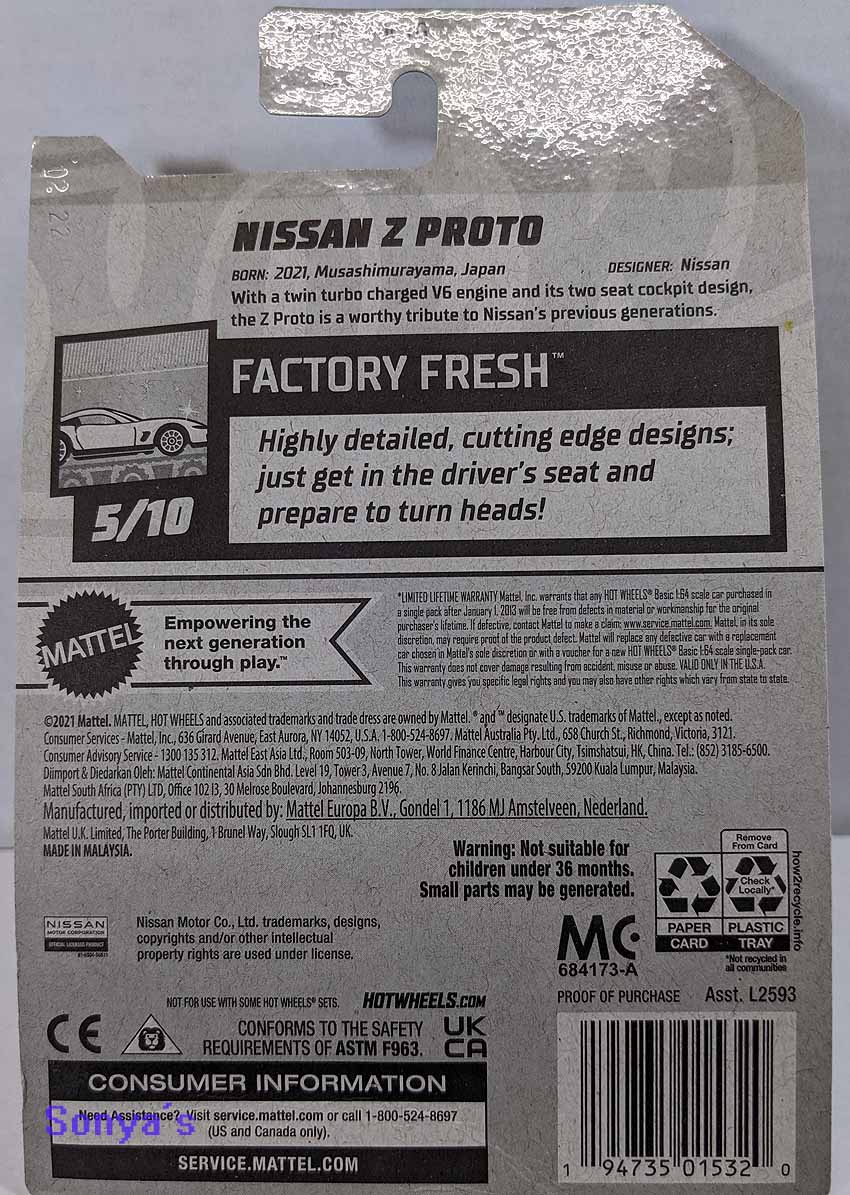 NISSAN Z PROTO
BORN: 2021, Musashimurayama, Japan DESIGNER: Nissan
With a twin turbo charged V6 engine and its two seat cockpit design,
the Z Proto is a worthy tribute to Nissan's previous generations.
FACTORY FRESH™
Highly detailed, cutting edge designs;
just get in the driver's seat and
prepare to turn heads!
5/10
MATTEL
Empowering the
next generation
through play.™
*LIMITED LIFETIME WARRANTY Mattel, Inc. warrants that any HOT WHEELS® Basic 1:64 scale car purchased in
a single pack after January 1, 2013 will be free from defects in material or workmanship for the original
purchaser's lifetime. If defective, contact Mattel to make a claim; www.service.mattel.com. Mattel, in its sole
discretion, may require proof of the product defect. Mattel will replace any defective car with a replacement
car chosen in Mattel's sole discretion or with a voucher for a new HOT WHEELS® Basic 1:64 scale single-pack car.
This warranty does not cover damage resulting from accident, misuse or abuse. VALID ONLY IN THE U.S.A.
This warranty gives you specific legal rights and you may also have other rights which vary from state to state.
©2021 Mattel. MATTEL, HOT WHEELS and associated trademarks and trade dress are owned by Mattel. ® and ™ designate U.S. trademarks of Mattel., except as noted.
Consumer Services - Mattel, Inc., 636 Girard Avenue, East Aurora, NY 14052, U.S.A. 1-800-524-8697. Mattel Australia Pty. Ltd., 658 Church St., Richmond, Victoria, 3121.
Consumer Advisory Service - 1300 135 312. Mattel East Asia Ltd., Room 503-09, North Tower, World Finance Centre, Harbour City, Tsimshatsui, HK, China. Tel.: (852) 3185-6500.
Diimport & Diedarkan Oleh: Mattel Continental Asia Sdn Bhd. Level 19, Tower 3, Avenue 7, No. 8 Jalan Kerinchi, Bangsar South, 59200 Kuala Lumpur, Malaysia.
Mattel South Africa (PTY) LTD, Office 102 I3, 30 Melrose Boulevard, Johannesburg 2196.
Manufactured, imported or distributed by: Mattel Europa B.V., Gondel 1, 1186 MJ Amstelveen, Nederland.
Mattel U.K. Limited, The Porter Building, 1 Brunel Way, Slough SL1 1FQ, UK.
MADE IN MALAYSIA.
Warning: Not suitable for
children under 36 months.
Small parts may be generated.
Remove
From Card
Check
Locally*
PAPER PLASTIC
CARD TRAY
how2recycle.info
*Not recycled in
all communities
NISSAN
MOTOR CORPORATION
OFFICIAL LICENSED PRODUCT
Nissan Motor Co., Ltd. trademarks, designs,
copyrights and/or other intellectual
property rights are used under license.
MC
684173-A
PROOF OF PURCHASE Asst. L2593
NOT FOR USE WITH SOME HOT WHEELS® SETS. HOTWHEELS.COM
CE CONFORMS TO THE SAFETY UK
REQUIREMENTS OF ASTM F963. CA
CONSUMER INFORMATION
Need Assistance? Visit service.mattel.com or call 1-800-524-8697
(US and Canada only).
Sonya's
SERVICE.MATTEL.COM
1 94735 01532 0